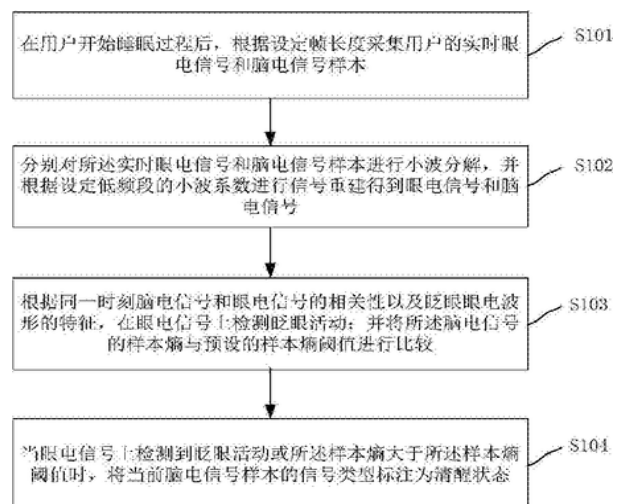 在用户开始睡眠过程后，根据设定帧长度采集用户的实时眼
电信号和脑电信号样本
S101
分别对所述实时眼电信号和脑电信号样本进行小波分解，并
根据设定低频段的小波系数进行信号重建得到眼电信号和脑
电信号
S102
根据同一时刻脑电信号和眼电信号的相关性以及眨眼眼电波
形的特征，在眼电信号上检测眨眼活动；并将所述脑电信号
的样本熵与预设的样本熵阈值进行比较
S103
当眼电信号上检测到眨眼活动或所述样本熵大于所述样本熵
阈值时，将当前脑电信号样本的信号类型标注为清醒状态
S104